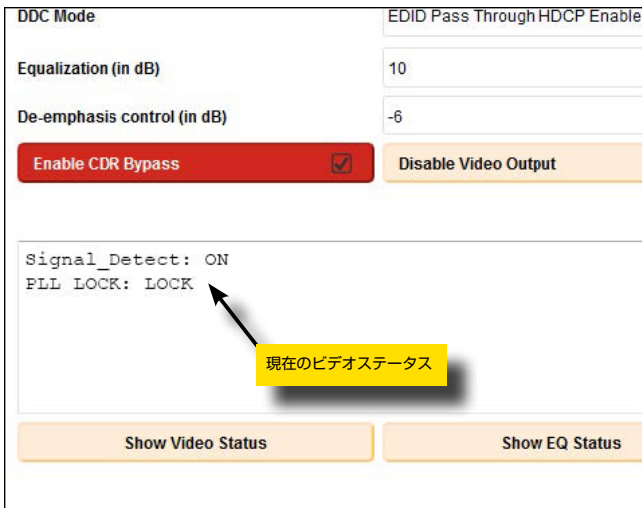 DDC Mode
EDID Pass Through HDCP Enable
Equalization (in dB)
10
De-emphasis control (in dB)
-6
Enable CDR Bypass
Disable Video Output
Signal_Detect: ON
PLL LOCK: LOCK
現在のビデオステータス
Show Video Status
Show EQ Status